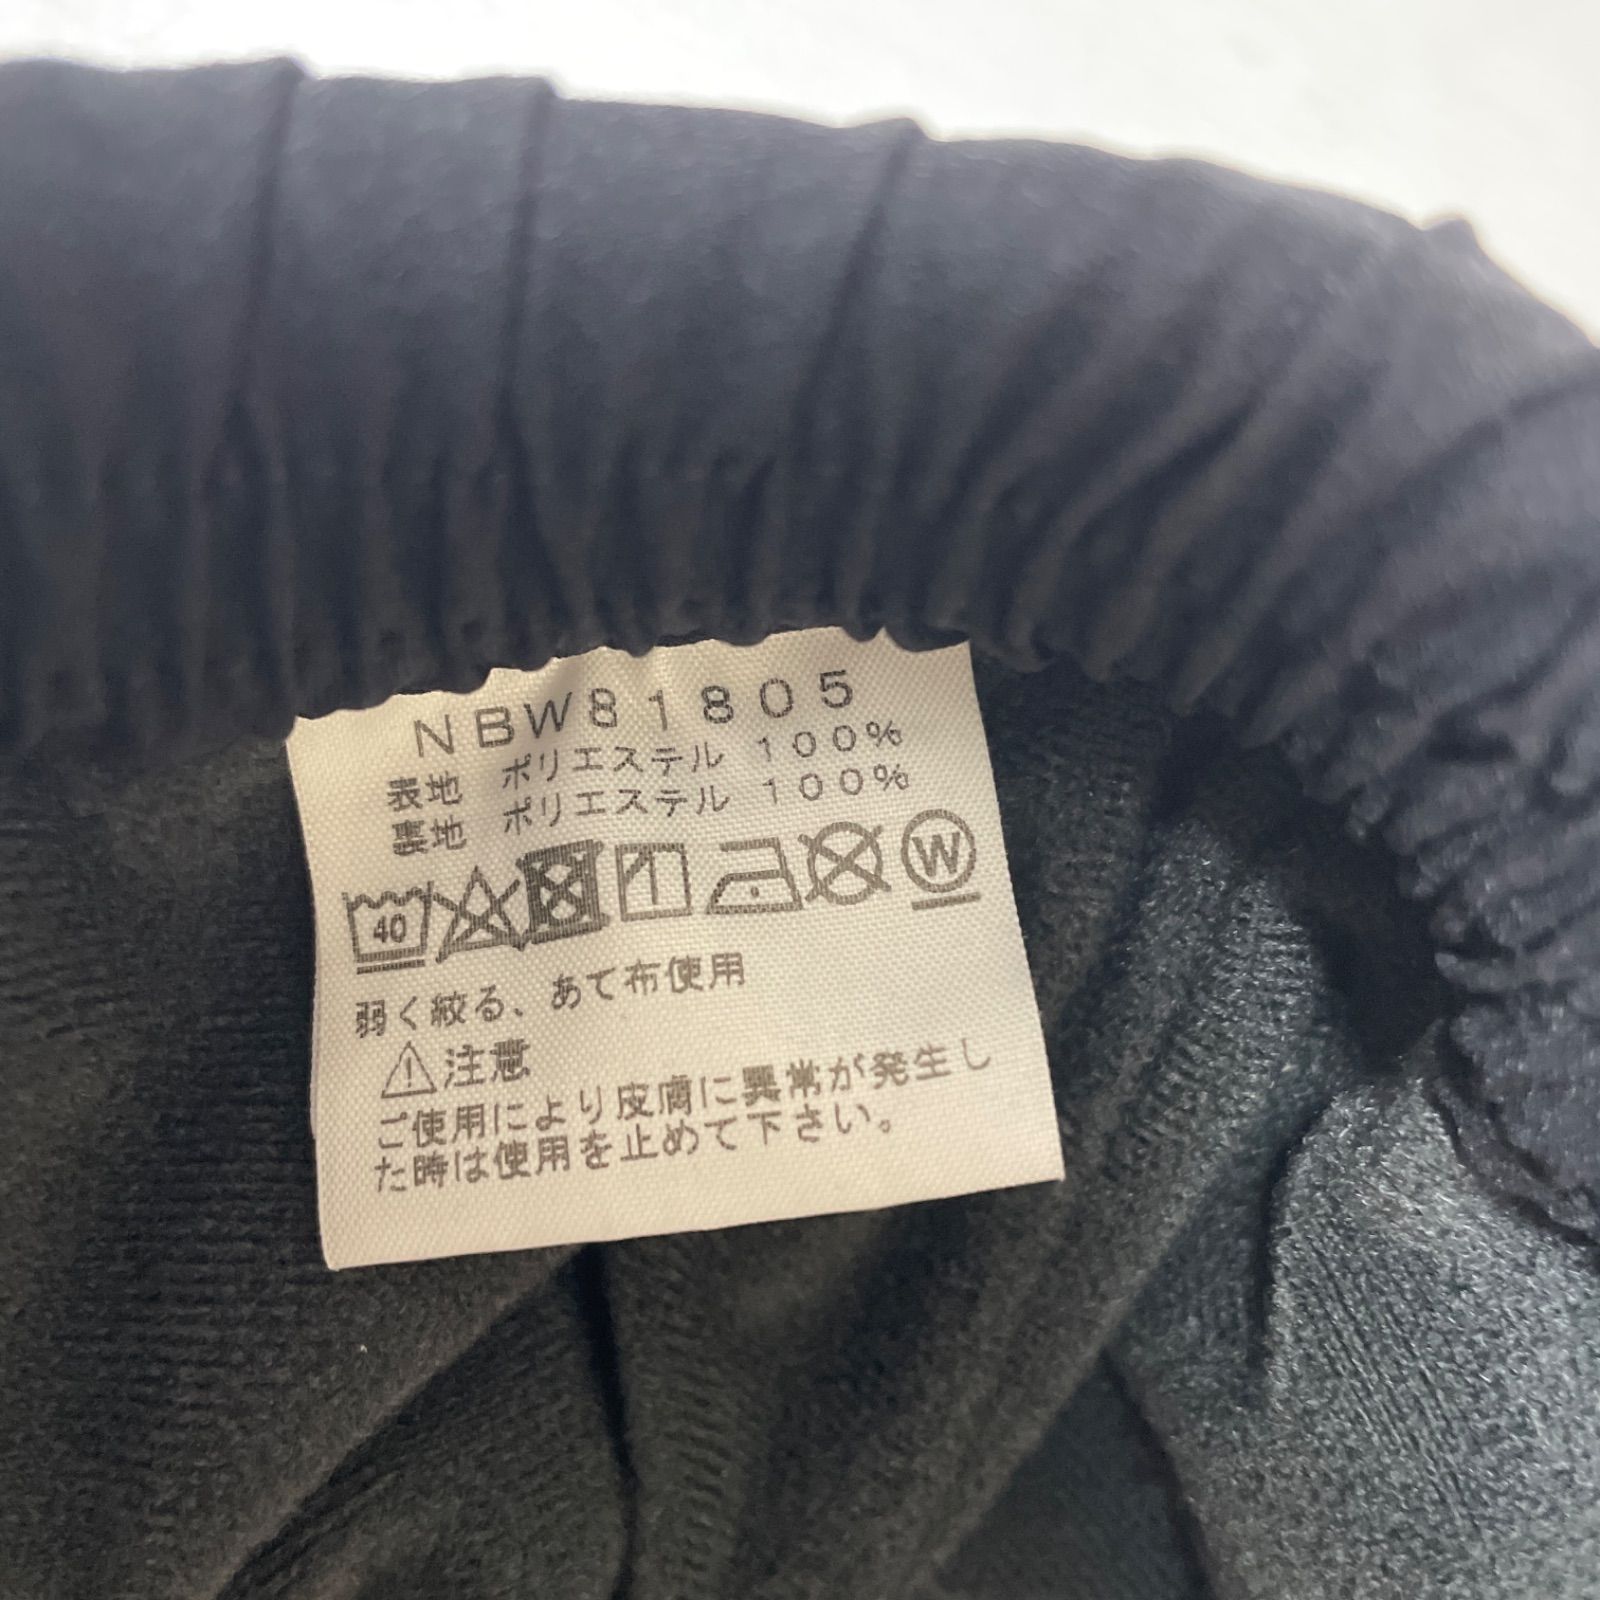 NBW81805
表地 ポリエステル 100%
裏地 ポリエステル 100%
40 W
弱く絞る、あて布使用
注意
ご使用により皮膚に異常が発生し
た時は使用を止めて下さい。